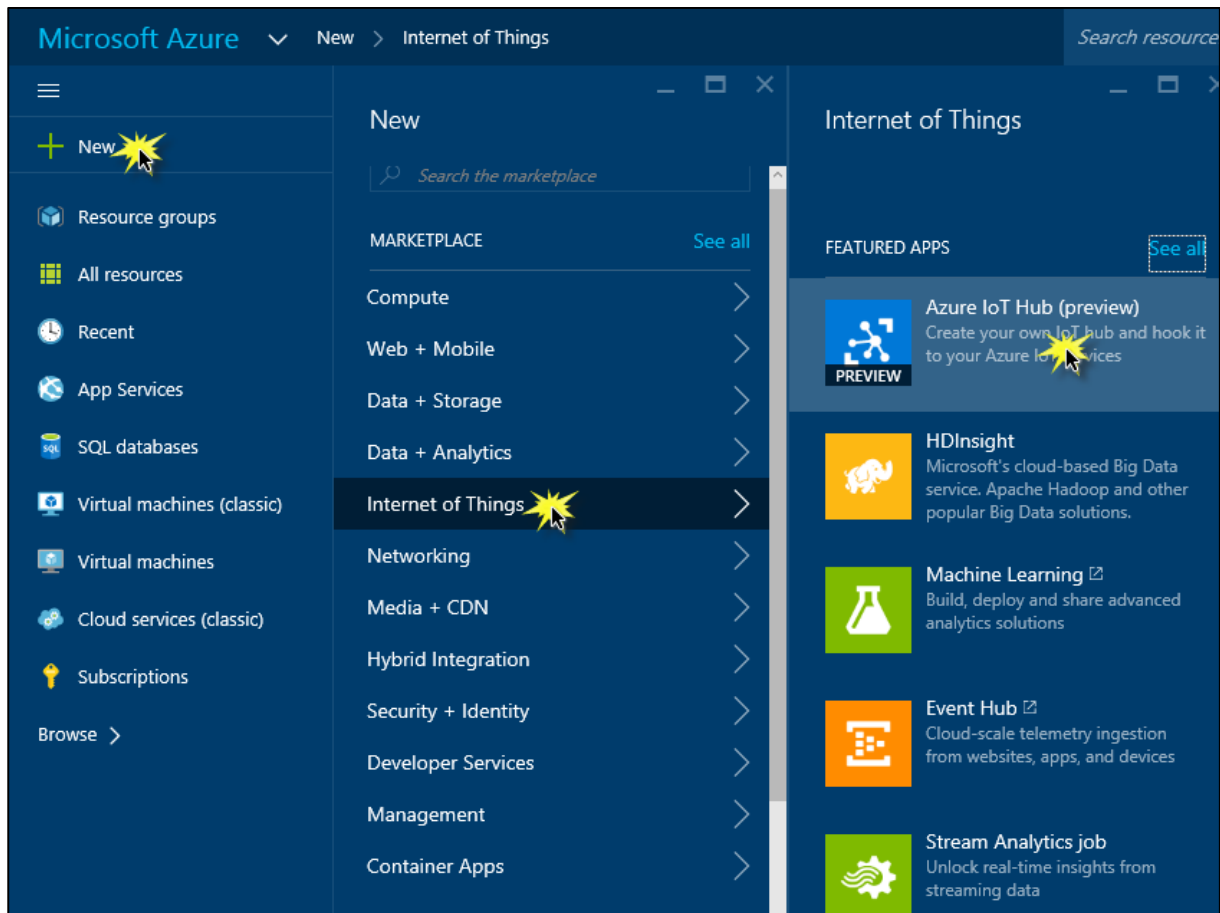 Microsoft Azure New > Internet of Things Search resource
New
Resource groups
All resources
Recent
App Services
SQL databases
Virtual machines (classic)
Virtual machines
Cloud services (classic)
Subscriptions
Browse >
New
Search the marketplace
MARKETPLACE See all
Compute
Web + Mobile
Data + Storage
Data + Analytics
Internet of Things
Networking
Media + CDN
Hybrid Integration
Security + Identity
Developer Services
Management
Container Apps
Internet of Things
FEATURED APPS See all
PREVIEW
Azure IoT Hub (preview)
Create your own IoT hub and hook it
to your Azure
HDInsight
Microsoft's cloud-based Big Data
service. Apache Hadoop and other
popular Big Data solutions.
Machine Learning
Build, deploy and share advanced
analytics solutions
Event Hub
Cloud-scale telemetry ingestion
from websites, apps, and devices
Stream Analytics job
Unlock real-time insights from
streaming data